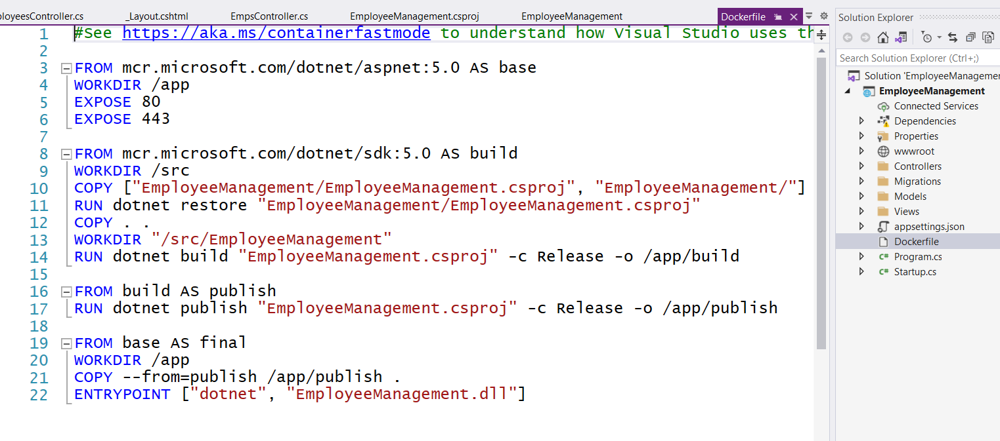 ployeesController.cs _Layout.cshtml EmpsController.cs EmployeeManagement.csproj EmployeeManagement Dockerfile
1 #See https://aka.ms/containerfastmode to understand how Visual Studio uses th
2
3 FROM mcr.microsoft.com/dotnet/aspnet:5.0 AS base
4 WORKDIR /app
5 EXPOSE 80
6 EXPOSE 443
7
8 FROM mcr.microsoft.com/dotnet/sdk:5.0 AS build
9 WORKDIR /src
10 COPY ["EmployeeManagement/EmployeeManagement.csproj", "EmployeeManagement/"]
11 RUN dotnet restore "EmployeeManagement/EmployeeManagement.csproj"
12 COPY . .
13 WORKDIR "/src/EmployeeManagement"
14 RUN dotnet build "EmployeeManagement.csproj" -c Release -o /app/build
15
16 FROM build AS publish
17 RUN dotnet publish "EmployeeManagement.csproj" -c Release -o /app/publish
18
19 FROM base AS final
20 WORKDIR /app
21 COPY --from=publish /app/publish .
22 ENTRYPOINT ["dotnet", "EmployeeManagement.dll"]
Solution Explorer
Search Solution Explorer (Ctrl+;)
Solution 'EmployeeManagemen
EmployeeManagement
Connected Services
Dependencies
Properties
wwwroot
Controllers
Migrations
Models
Views
appsettings.json
Dockerfile
C# Program.cs
C# Startup.cs